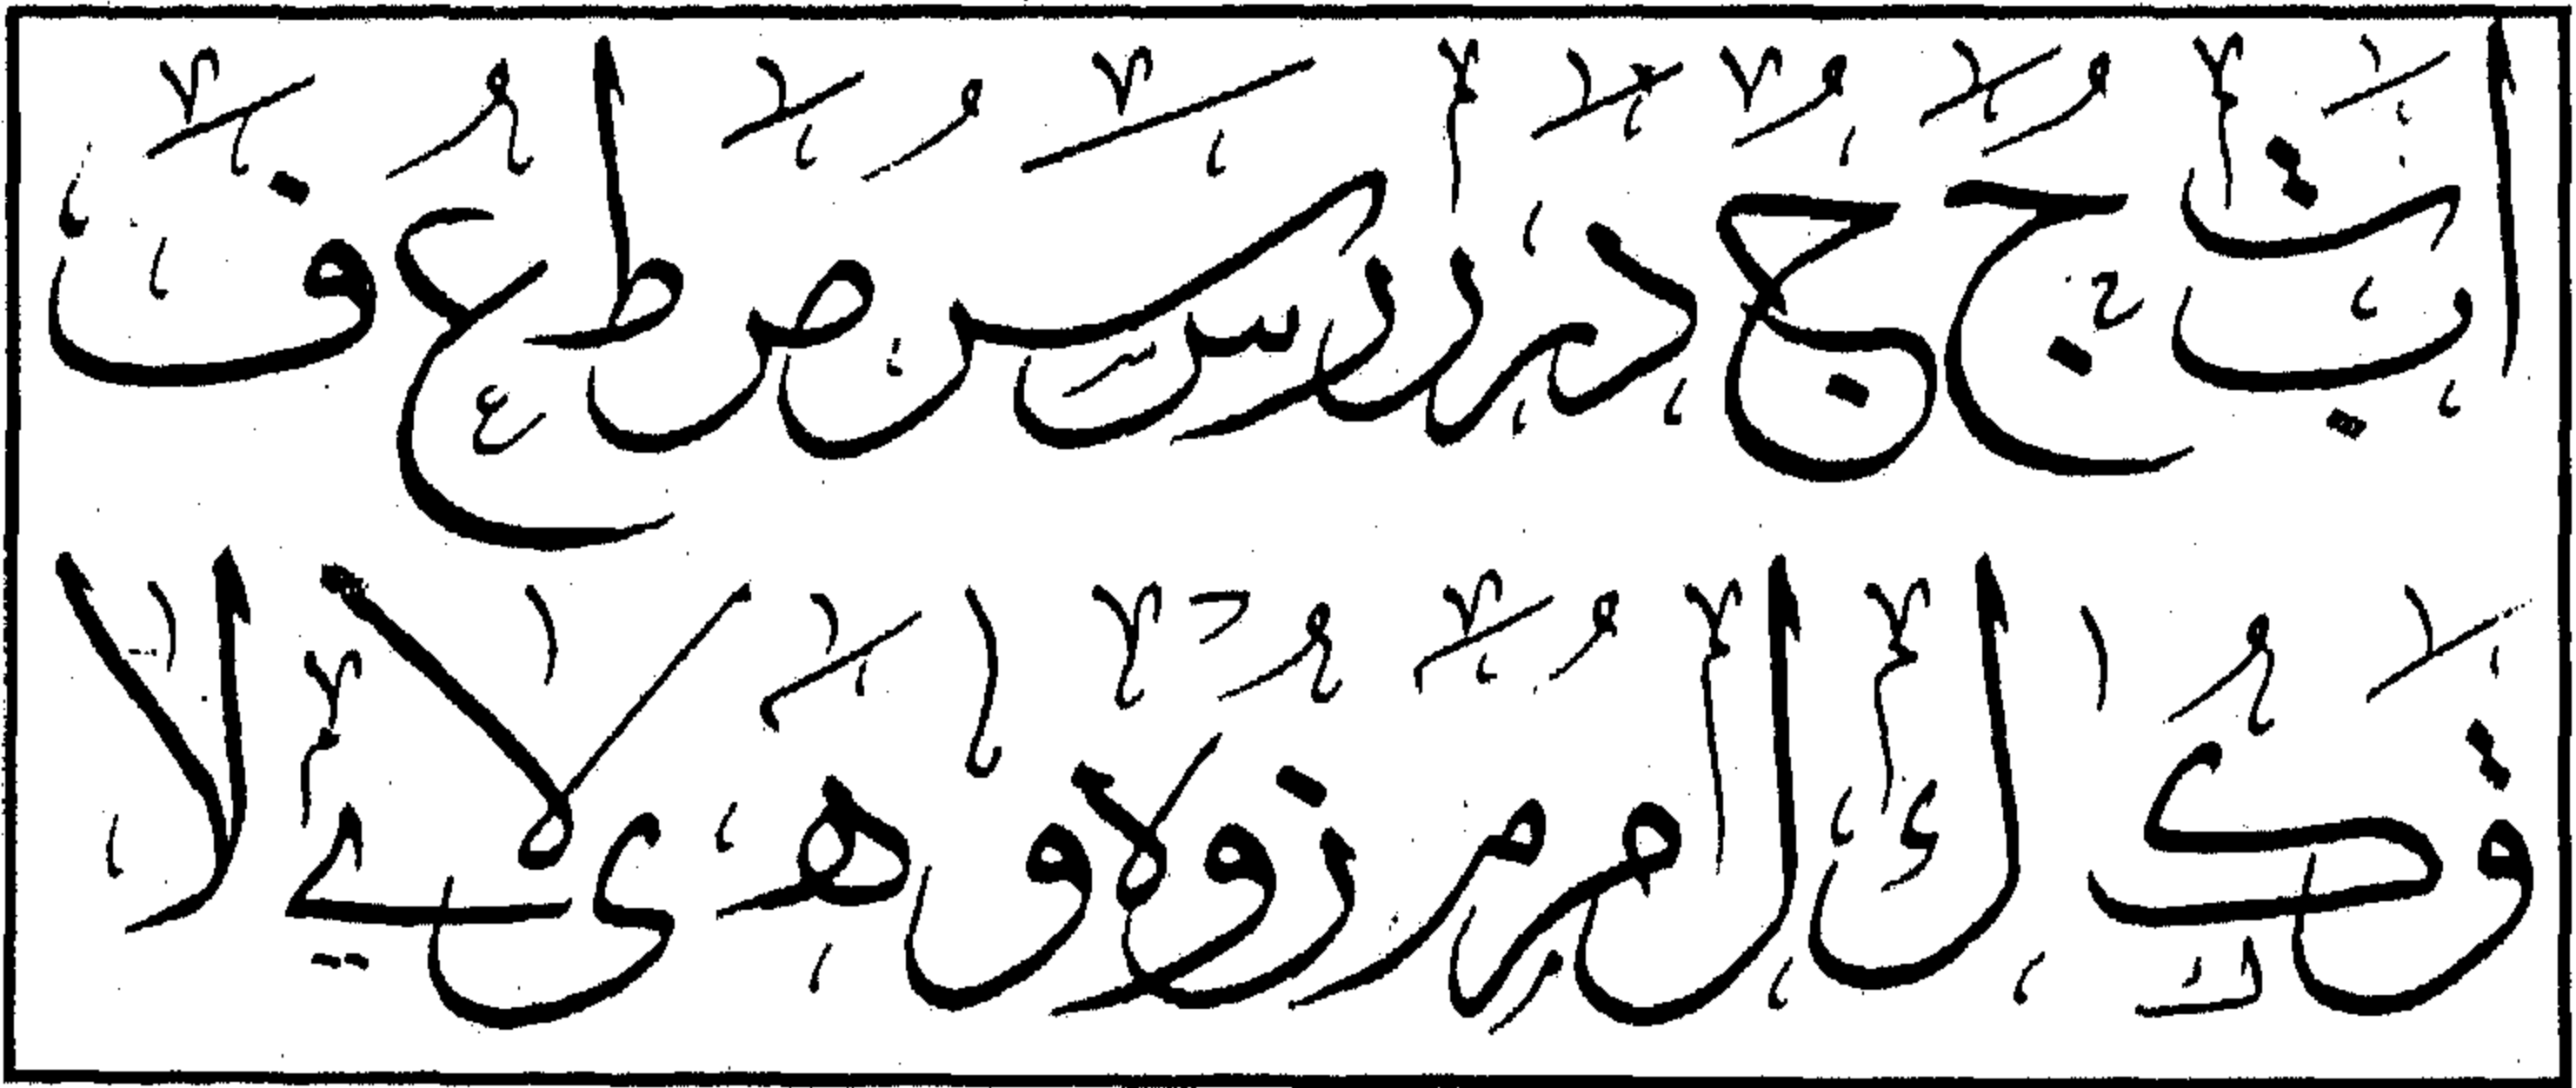 ا ب ت ج ج د د ر ر ر س س ص ط ع ف
ق ك ك ل م م ن و لا و ه ى لا ے لا